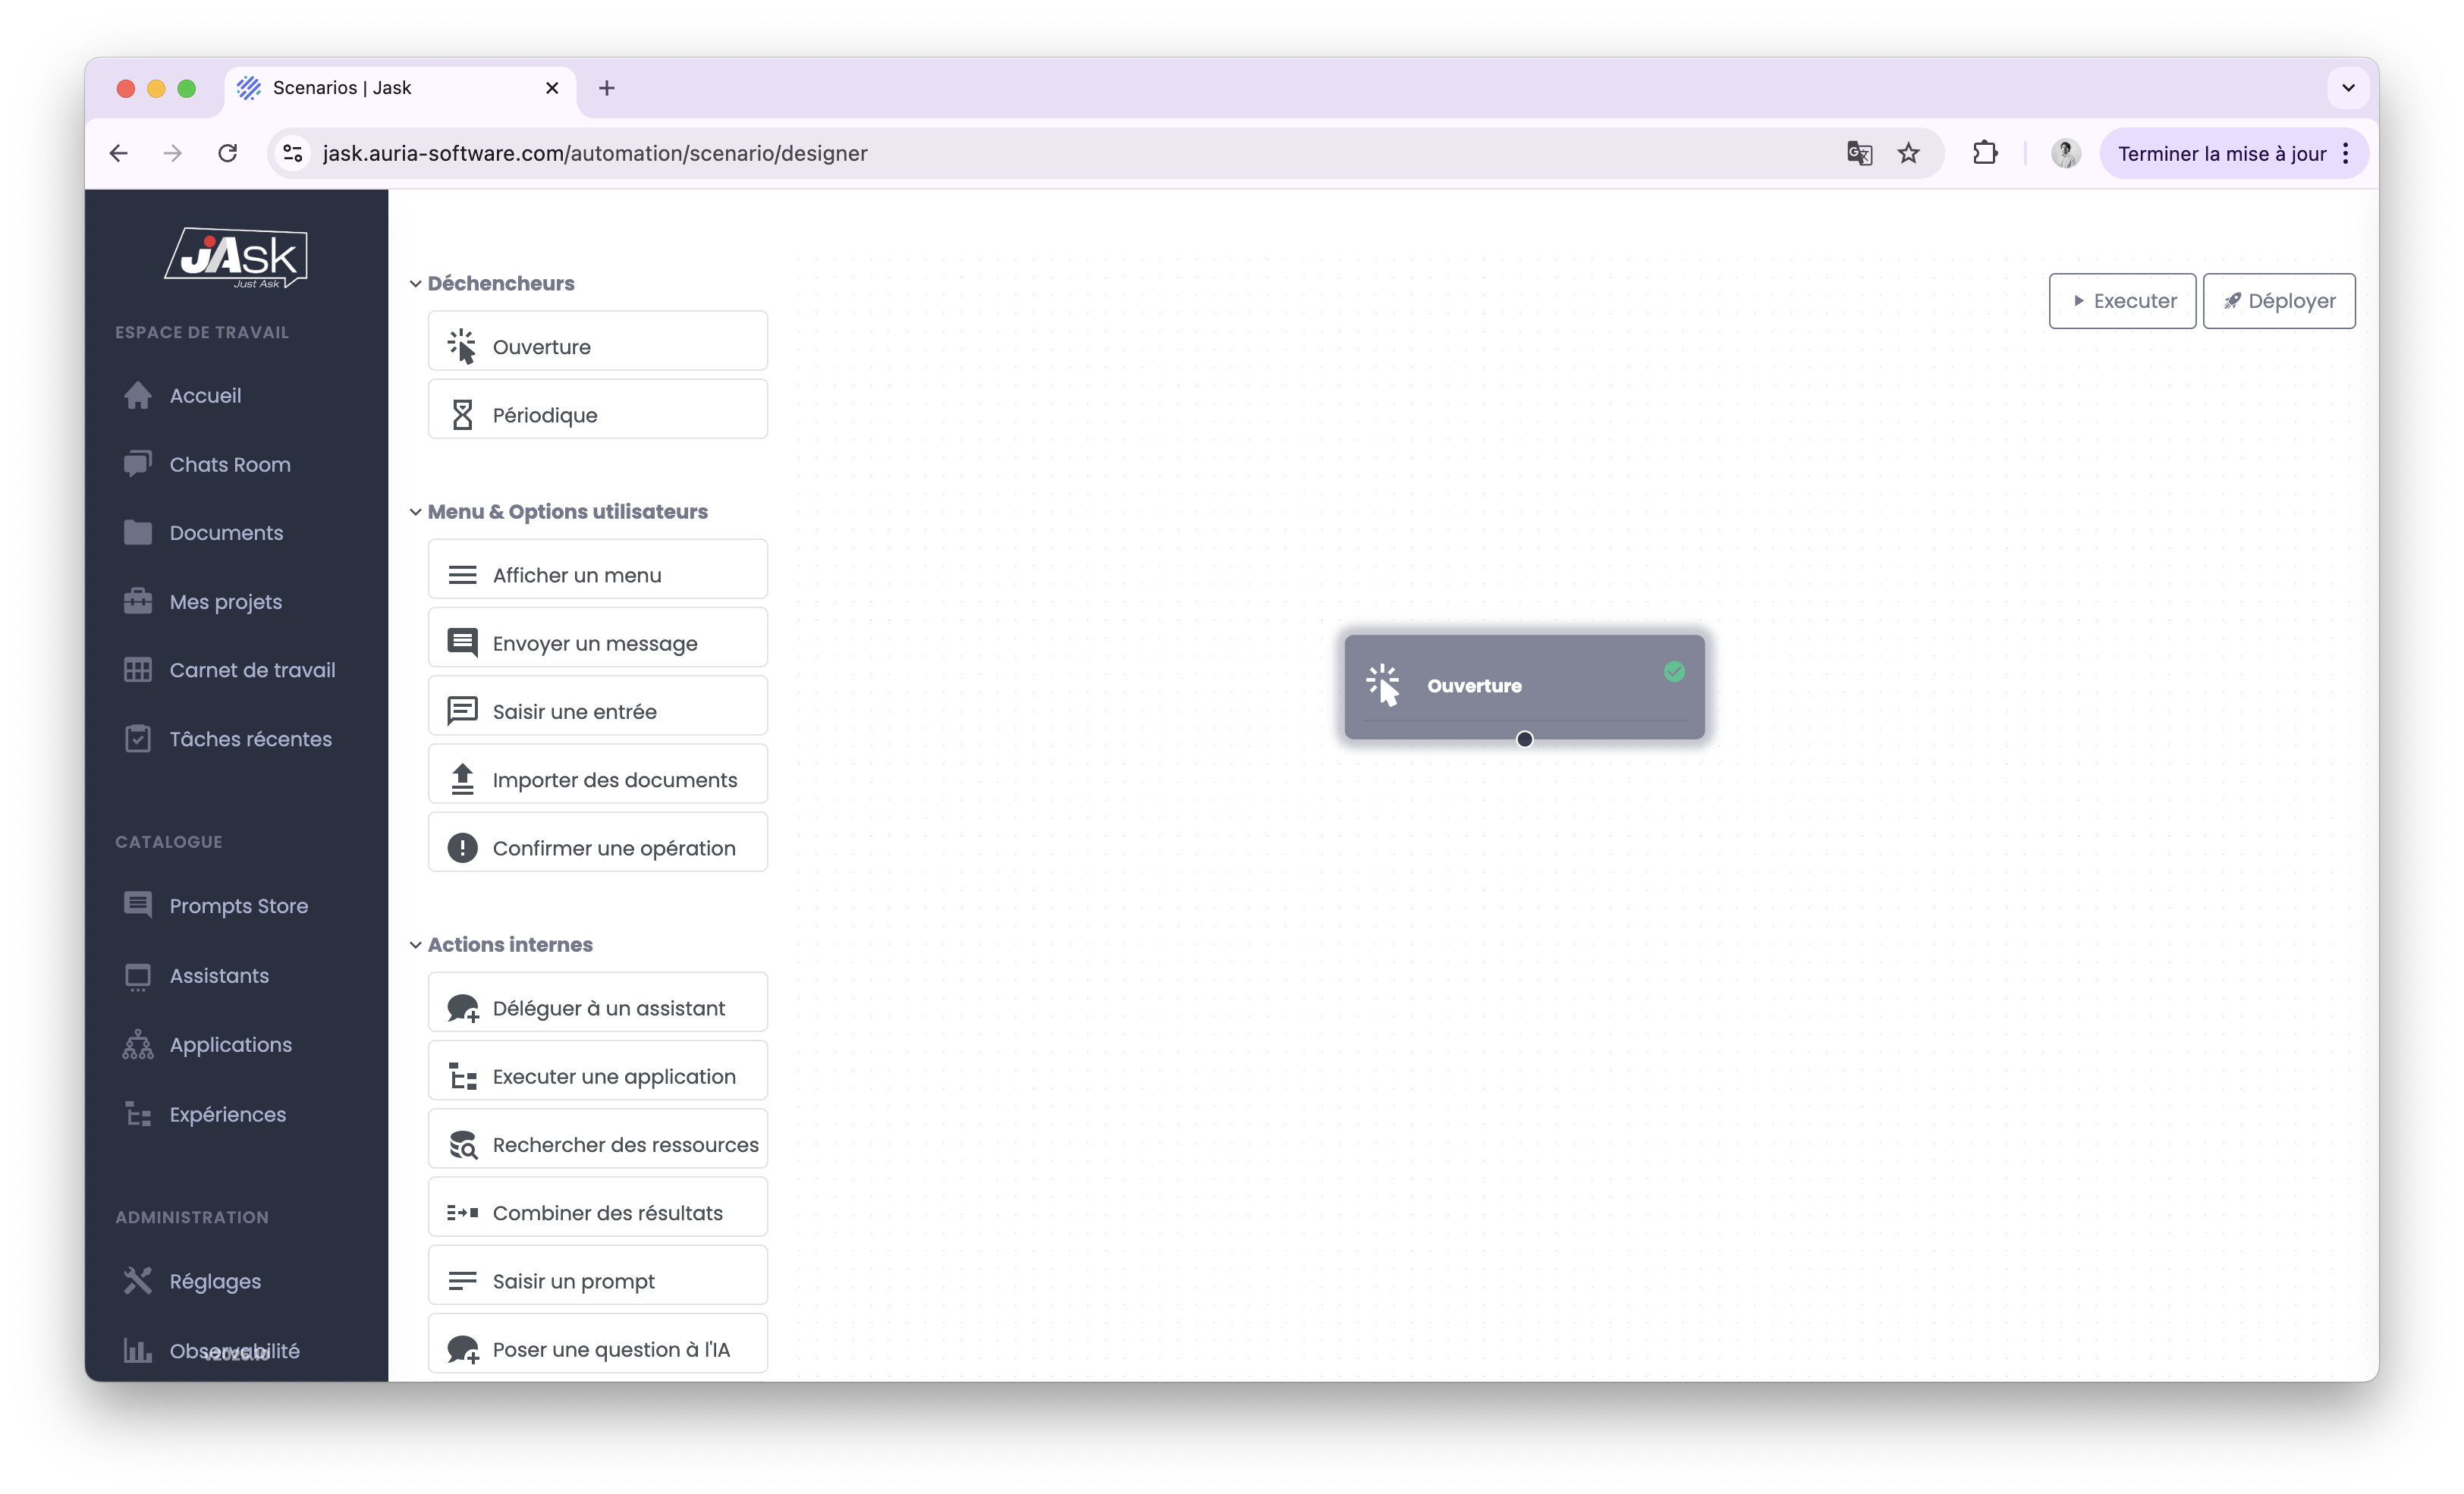 Scenarios | Jask
jask.auria-software.com/automation/scenario/designer
Terminer la mise à jour
jAsk
Just Ask
ESPACE DE TRAVAIL
Accueil
Chats Room
Documents
Mes projets
Carnet de travail
Tâches récentes
CATALOGUE
Prompts Store
Assistants
Applications
Expériences
ADMINISTRATION
Réglages
Observabilité
Déchencheurs
Ouverture
Périodique
Menu & Options utilisateurs
Afficher un menu
Envoyer un message
Saisir une entrée
Importer des documents
Confirmer une opération
Actions internes
Déléguer à un assistant
Executer une application
Rechercher des ressources
Combiner des résultats
Saisir un prompt
Poser une question à l'IA
Executer
Déployer
Ouverture